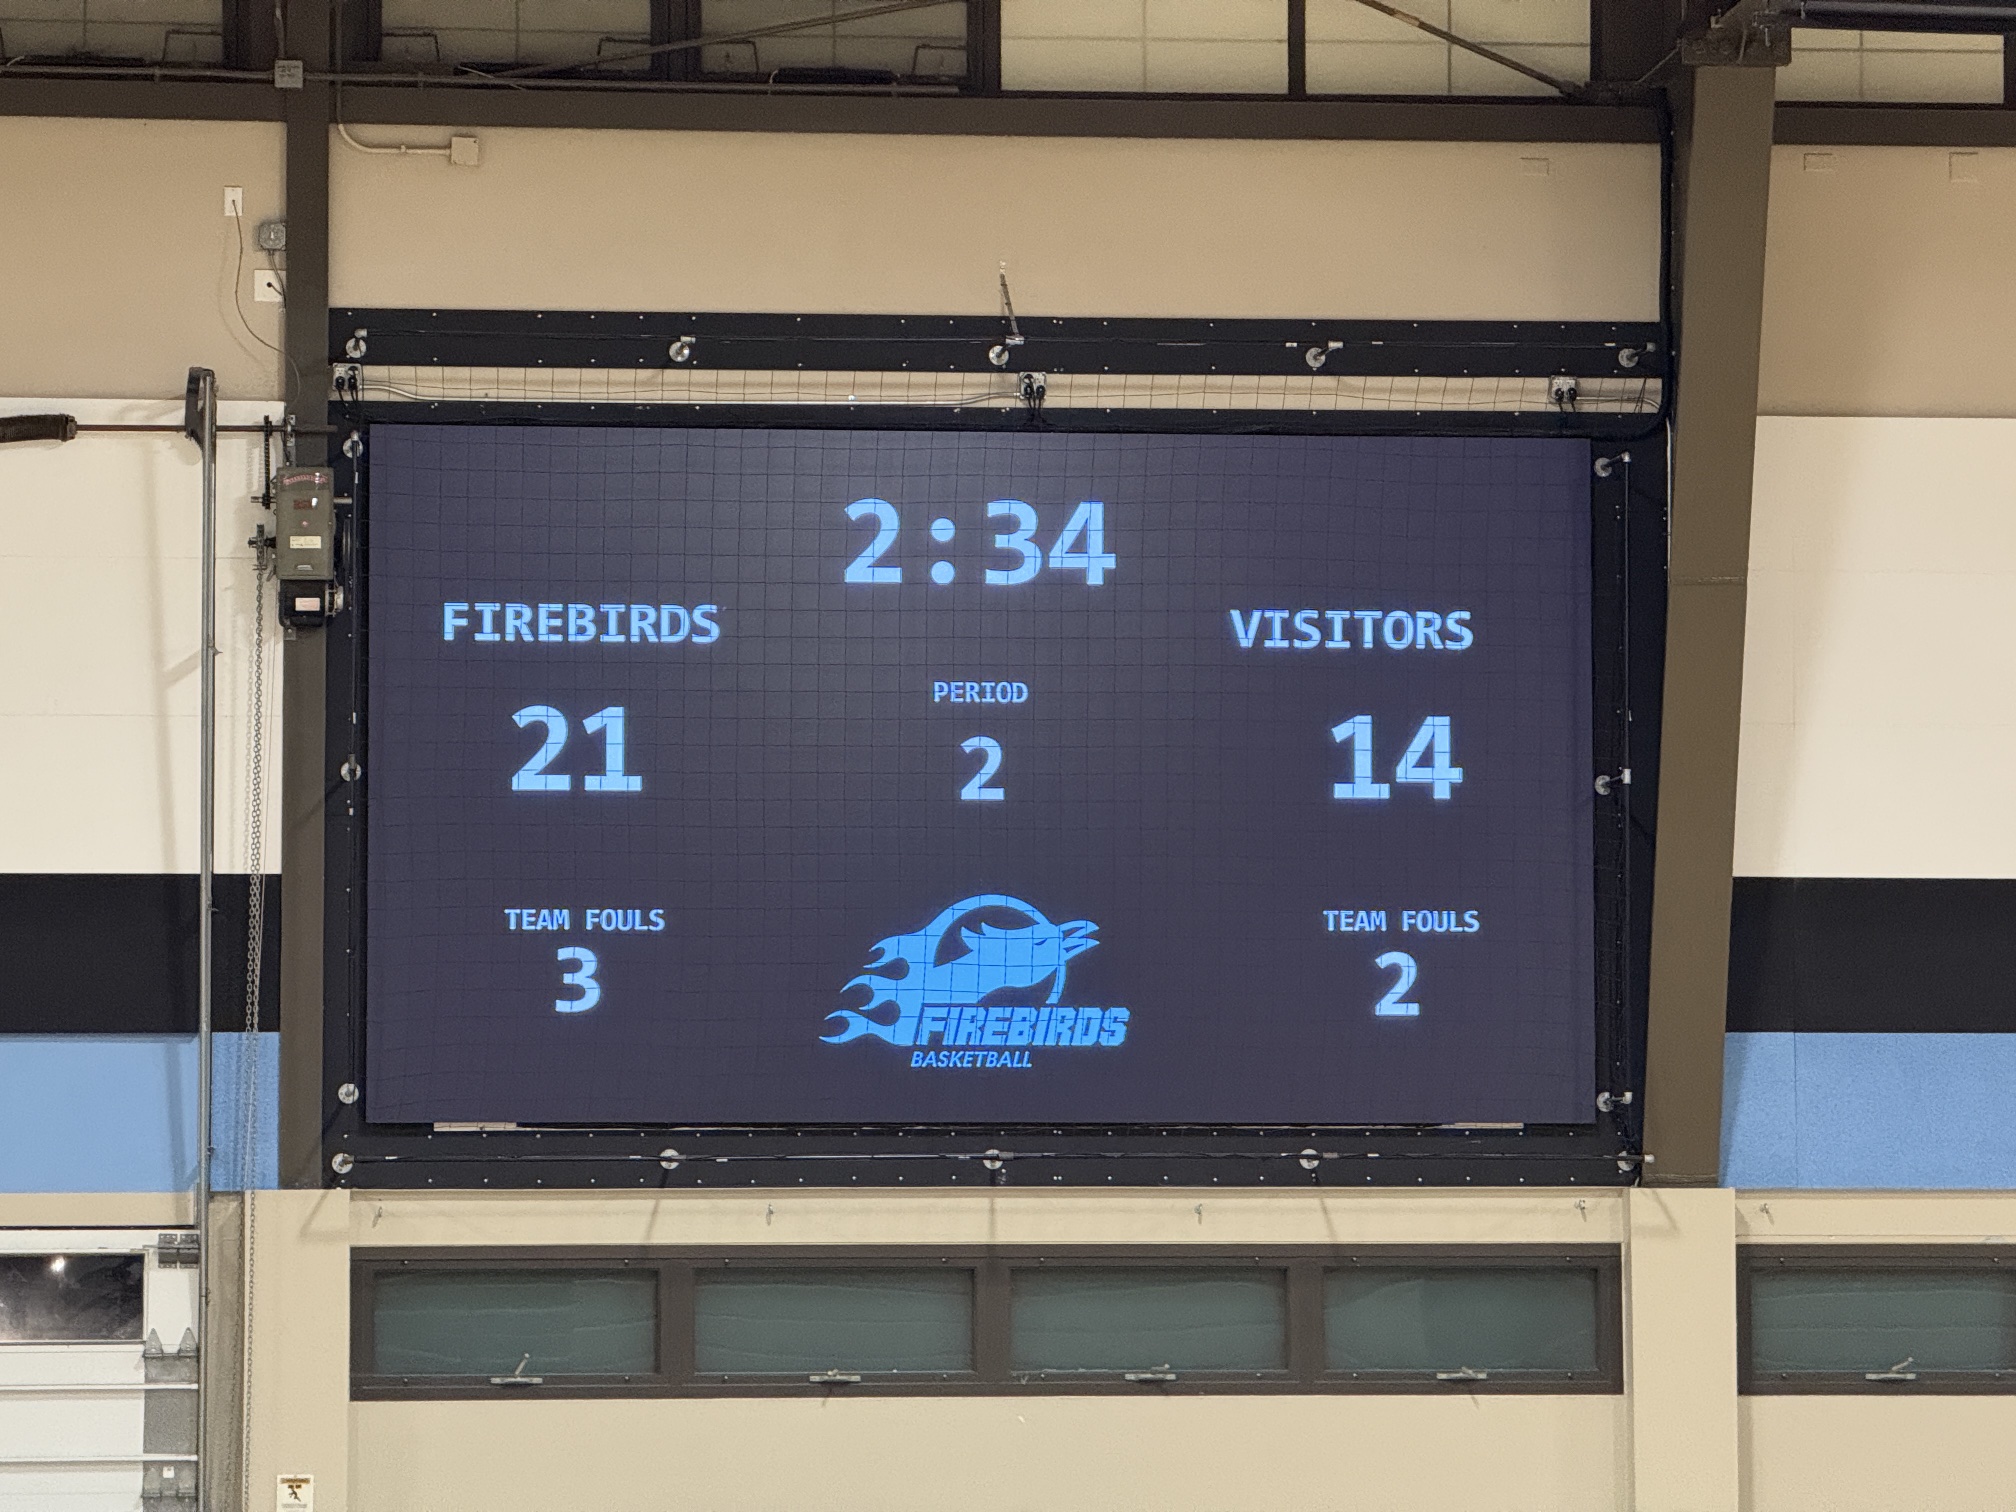 2:34
FIREBIRDS
VISITORS
PERIOD
21
2
14
TEAM FOULS
TEAM FOULS
3
2
FIREBIRDS
BASKETBALL